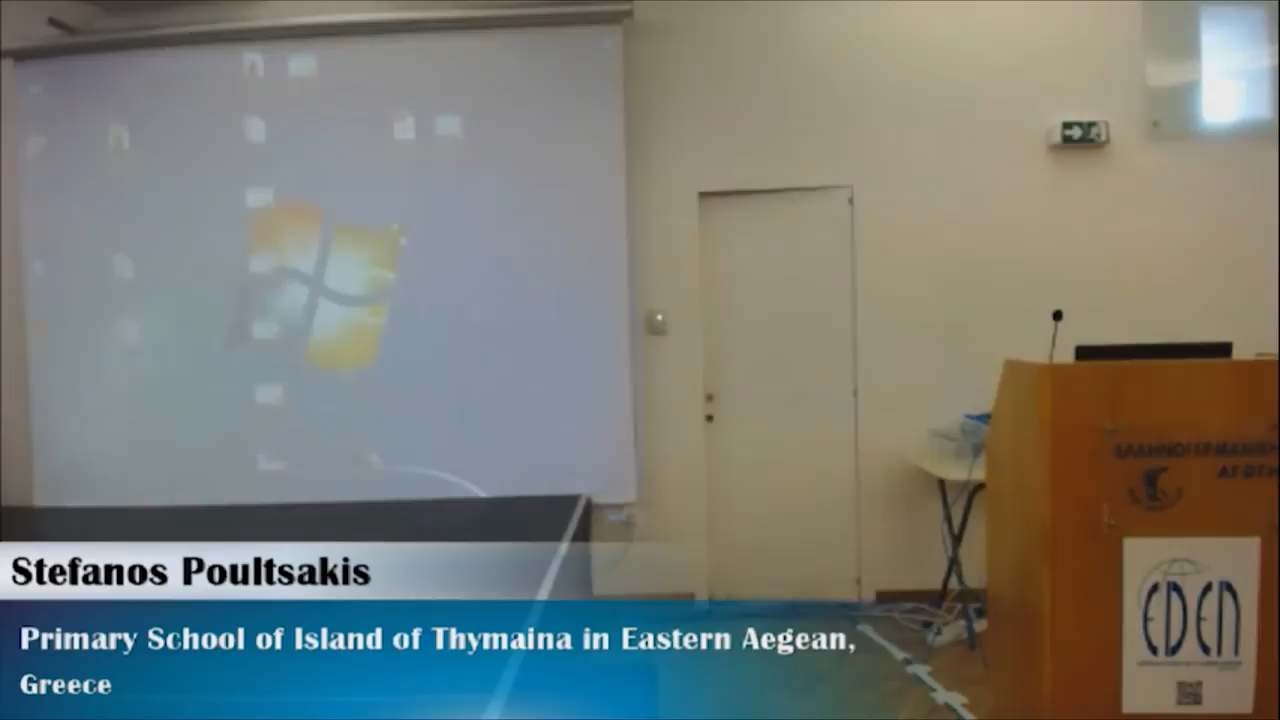 EDEN
Stefanos Poultsakis
Primary School of Island of Thymaina in Eastern Aegean,
Greece